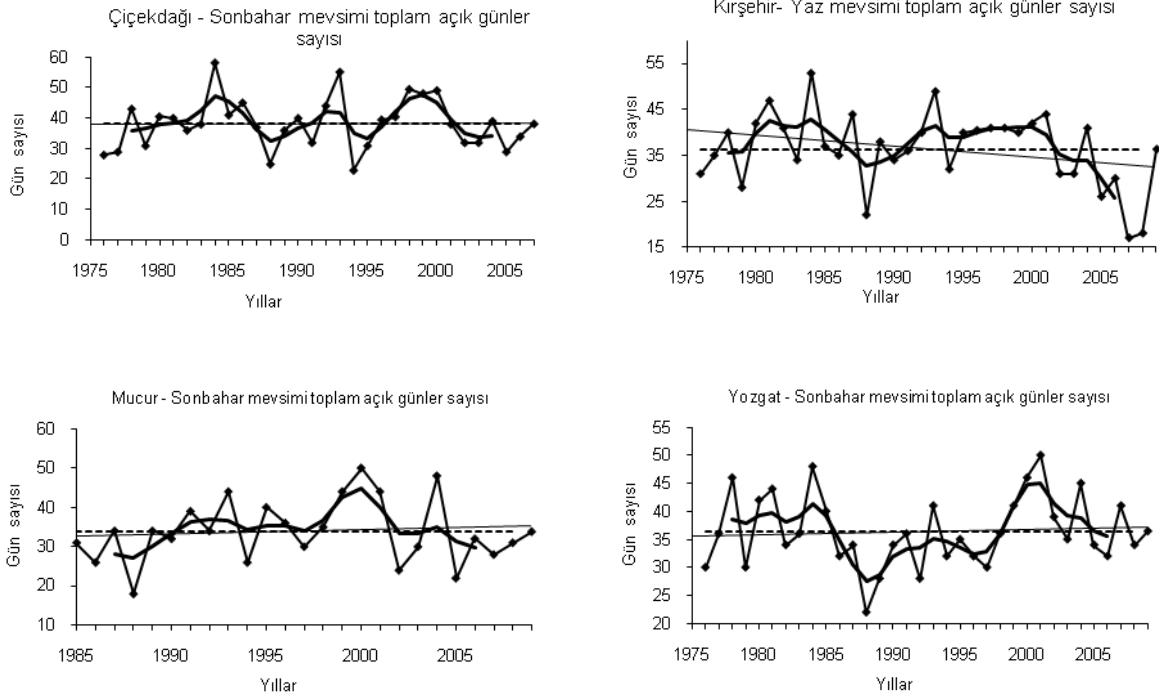 Çiçekdağı - Sonbahar mevsimi toplam açık günler
sayısı
60
50
40
30
20
10
0
Gün sayısı
1975 1980 1985 1990 1995 2000 2005
Yıllar
Kırşehir- Yaz mevsimi toplam açık günler sayısı
55
45
35
25
15
Gün sayısı
1975 1980 1985 1990 1995 2000 2005
Yıllar
Mucur - Sonbahar mevsimi toplam açık günler sayısı
60
50
40
30
20
10
Gün sayısı
1985 1990 1995 2000 2005
Yıllar
Yozgat - Sonbahar mevsimi toplam açık günler sayısı
55
50
45
40
35
30
25
20
Gün sayısı
1975 1980 1985 1990 1995 2000 2005
Yıllar